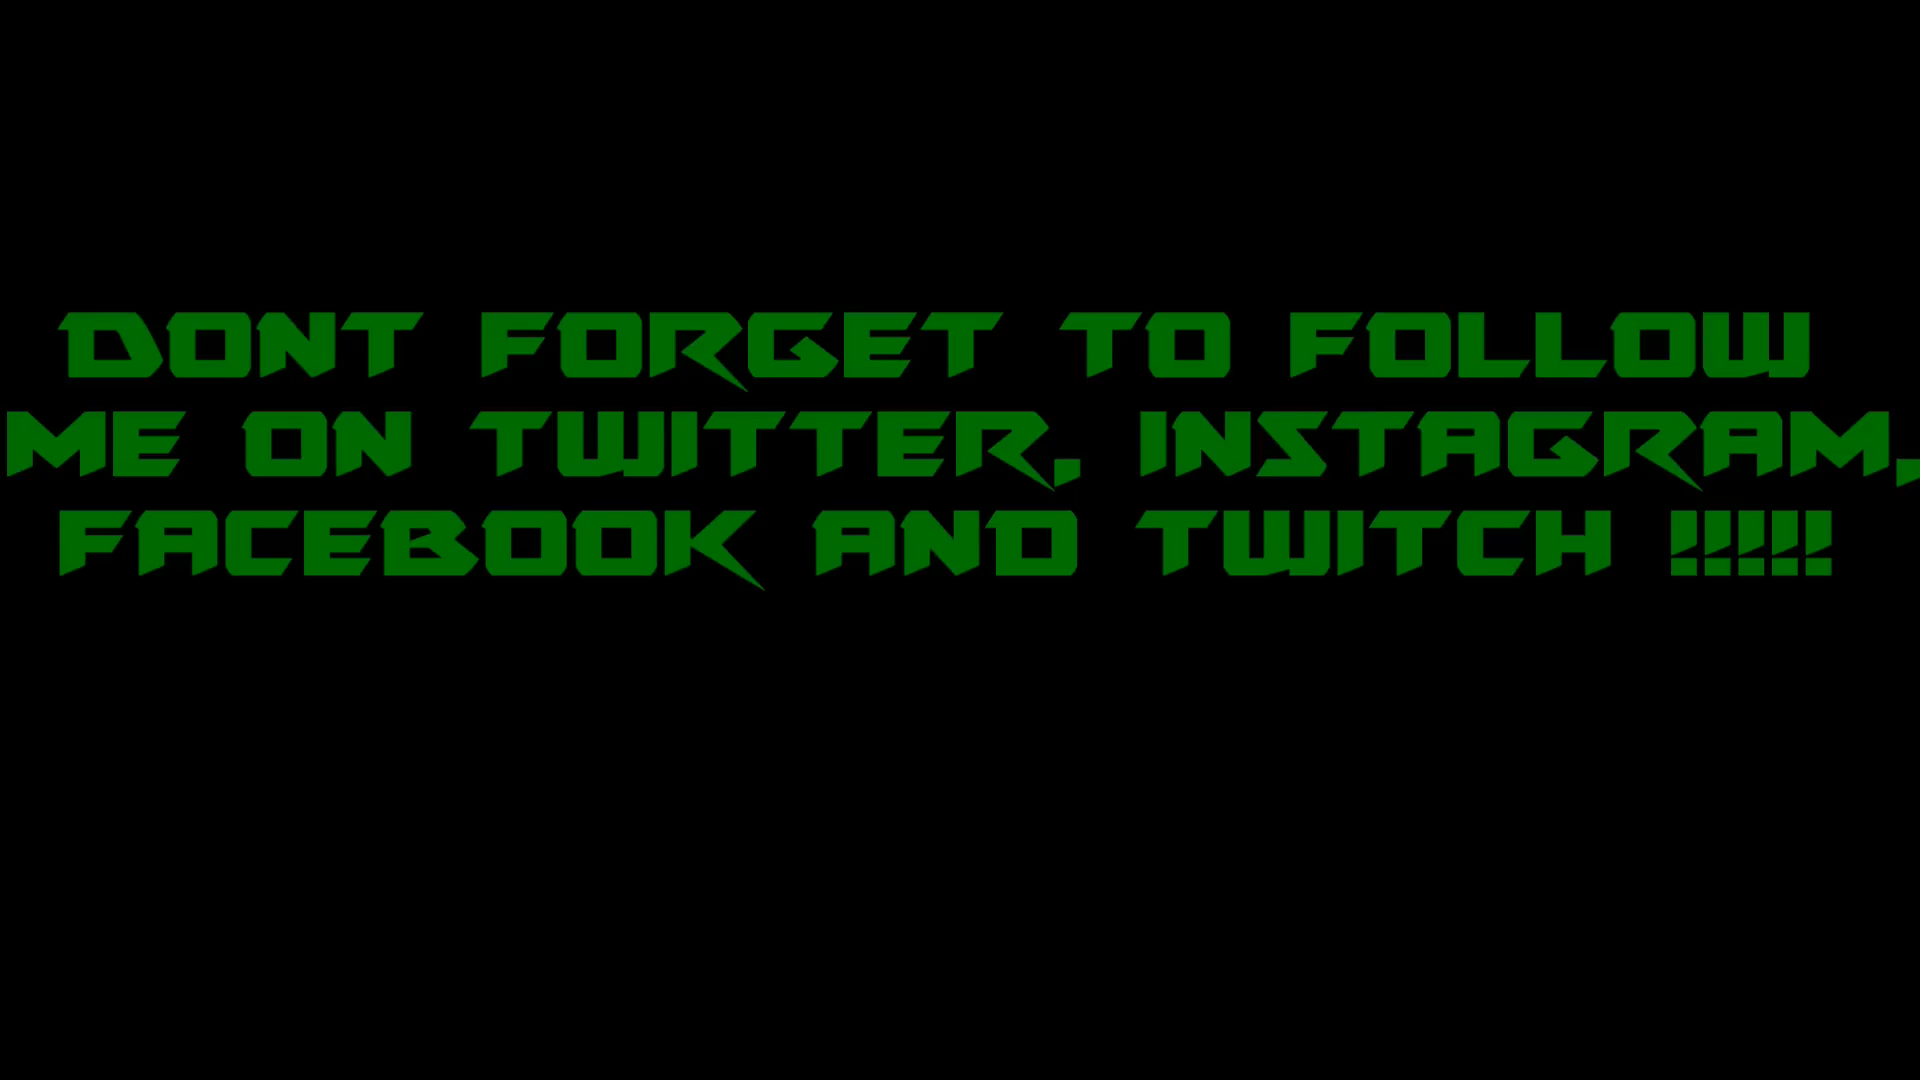 DONT FORGET TO FOLLOW
ME ON TWITTER, INSTAGRAM,
FACEBOOK AND TWITCH !!!!!